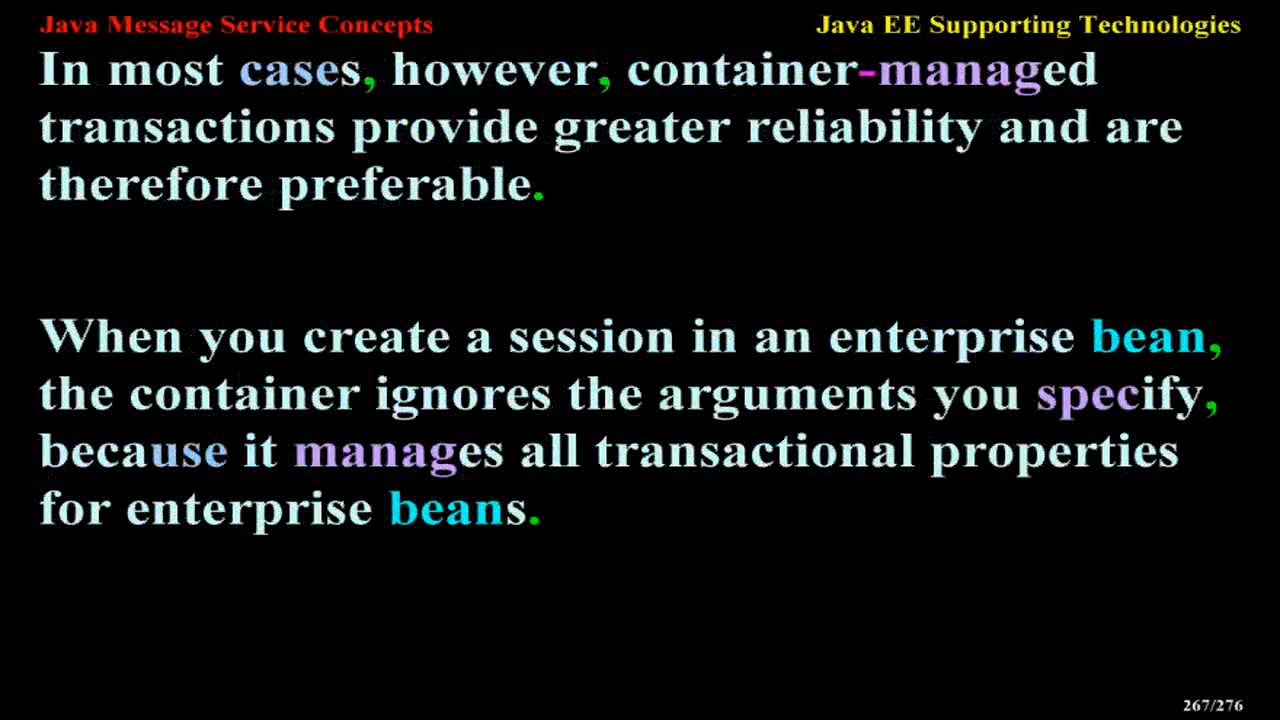 Java Message Service Concepts
Java EE Supporting Technologies
In most cases, however, container-managed
transactions provide greater reliability and are
therefore preferable.
When you create a session in an enterprise bean,
the container ignores the arguments you specify,
because it manages all transactional properties
for enterprise beans.
267/276